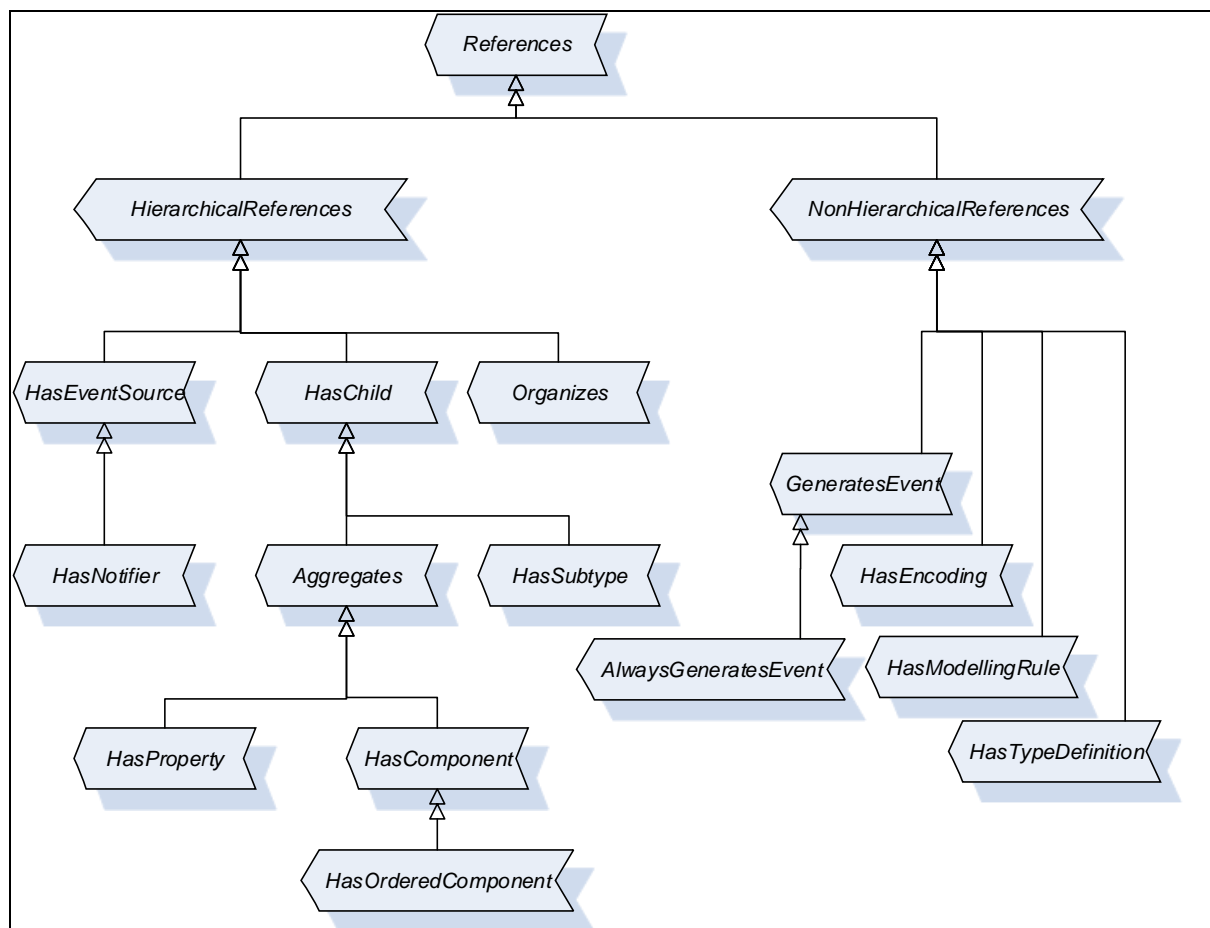 References
HierarchicalReferences
NonHierarchicalReferences
HasEventSource
HasChild
Organizes
GeneratesEvent
HasNotifier
Aggregates
HasSubtype
HasEncoding
AlwaysGeneratesEvent
HasModellingRule
HasProperty
HasComponent
HasTypeDefinition
HasOrderedComponent